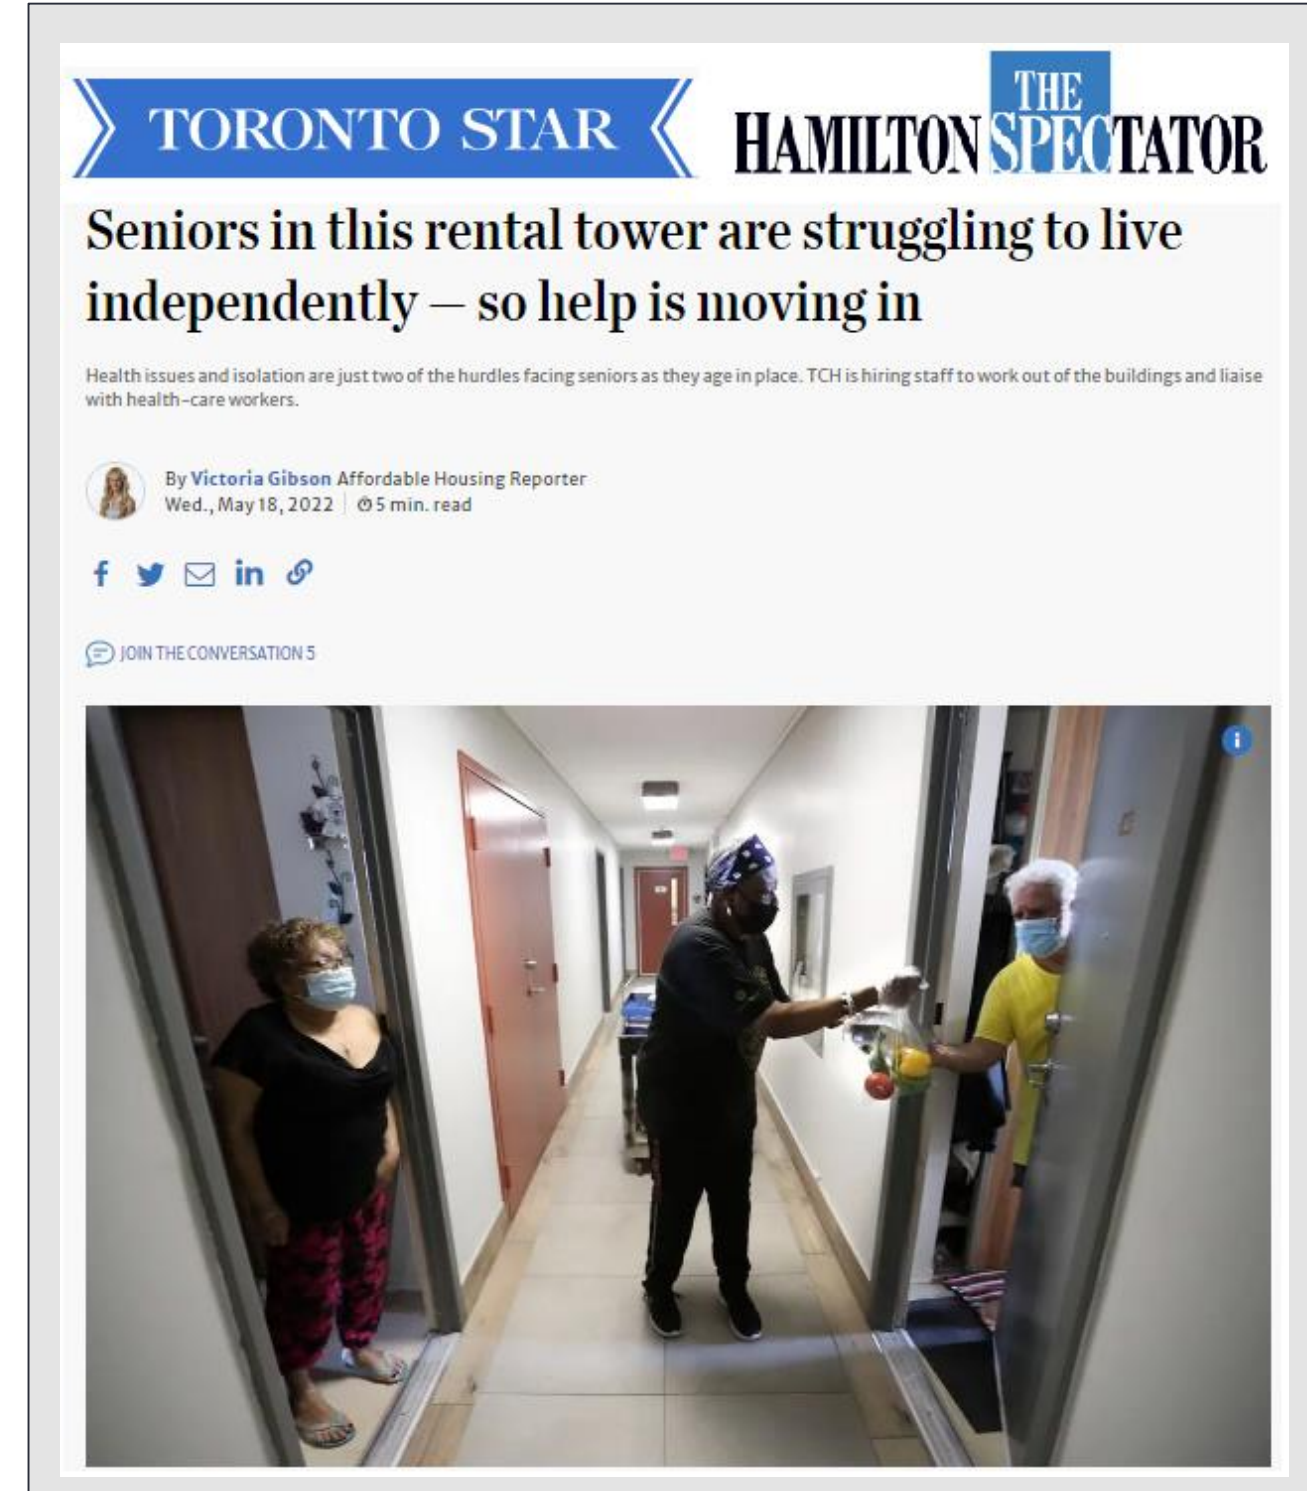 TORONTO STAR
THE
HAMILTON SPECTATOR
Seniors in this rental tower are struggling to live
independently — so help is moving in
Health issues and isolation are just two of the hurdles facing seniors as they age in place. TCH is hiring staff to work out of the buildings and liaise
with health-care workers.
By Victoria Gibson Affordable Housing Reporter
Wed., May 18, 2022 5 min. read
JOIN THE CONVERSATION 5